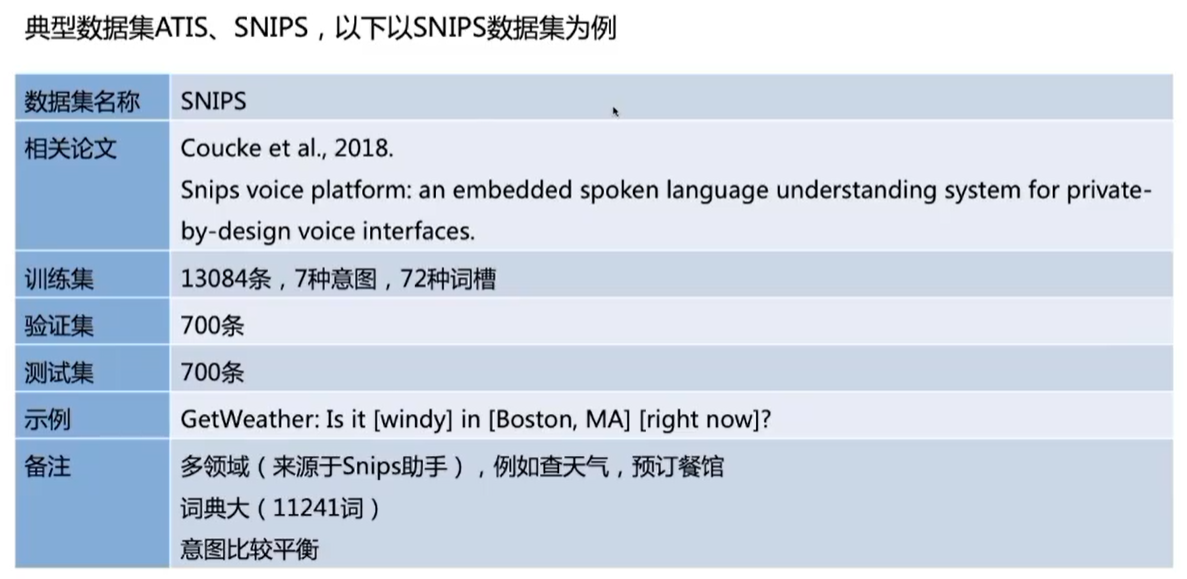 典型数据集ATIS、SNIPS，以下以SNIPS数据集为例
数据集名称 SNIPS
相关论文 Coucke et al., 2018.
Snips voice platform: an embedded spoken language understanding system for private-
by-design voice interfaces.
训练集 13084条，7种意图，72种词槽
验证集 700条
测试集 700条
示例 GetWeather: Is it [windy] in [Boston, MA] [right now]?
备注 多领域（来源于Snips助手），例如查天气，预订餐馆
词典大（11241词）
意图比较平衡